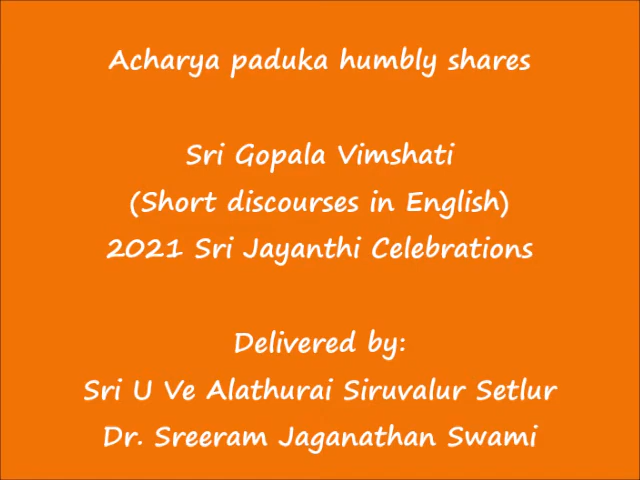 Acharya paduka humbly shares
Sri Gopala Vimshati
(Short discourses in English)
2021 Sri Jayanthi Celebrations
Delivered by:
Sri U Ve Alathurai Siruvalur Setlur
Dr. Sreeram Jaganathan Swami